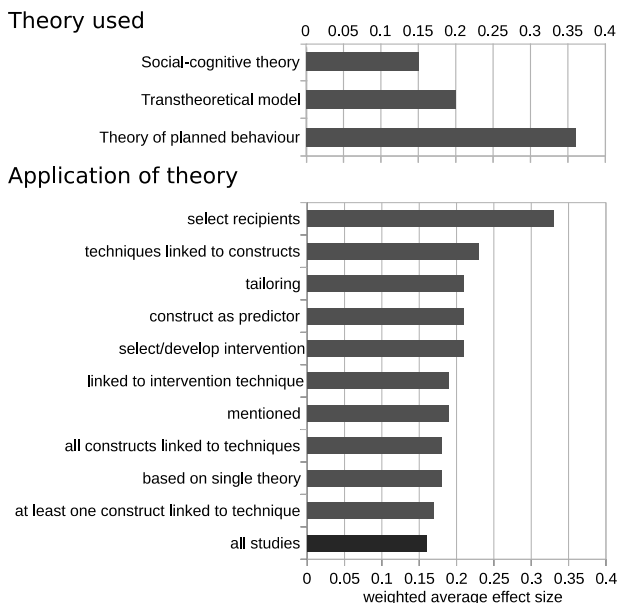 Theory used
0 0.05 0.1 0.15 0.2 0.25 0.3 0.35 0.4
Social-cognitive theory
Transtheoretical model
Theory of planned behaviour
Application of theory
select recipients
techniques linked to constructs
tailoring
construct as predictor
select/develop intervention
linked to intervention technique
mentioned
all constructs linked to techniques
based on single theory
at least one construct linked to technique
all studies
0 0.05 0.1 0.15 0.2 0.25 0.3 0.35 0.4
weighted average effect size